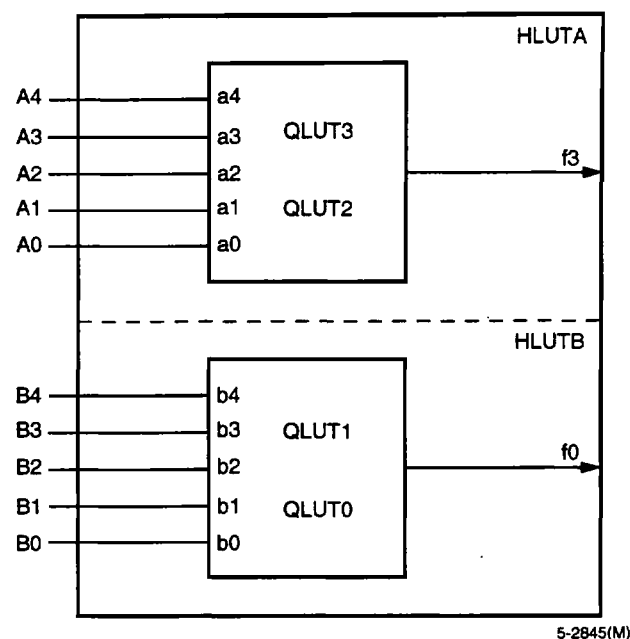 HLUTA
A4 a4
A3 a3 QLUT3
A2 a2 f3
A1 a1 QLUT2
A0 a0
HLUTB
B4 b4
B3 b3 QLUT1
B2 b2 f0
B1 b1 QLUT0
B0 b0
5-2845(M)